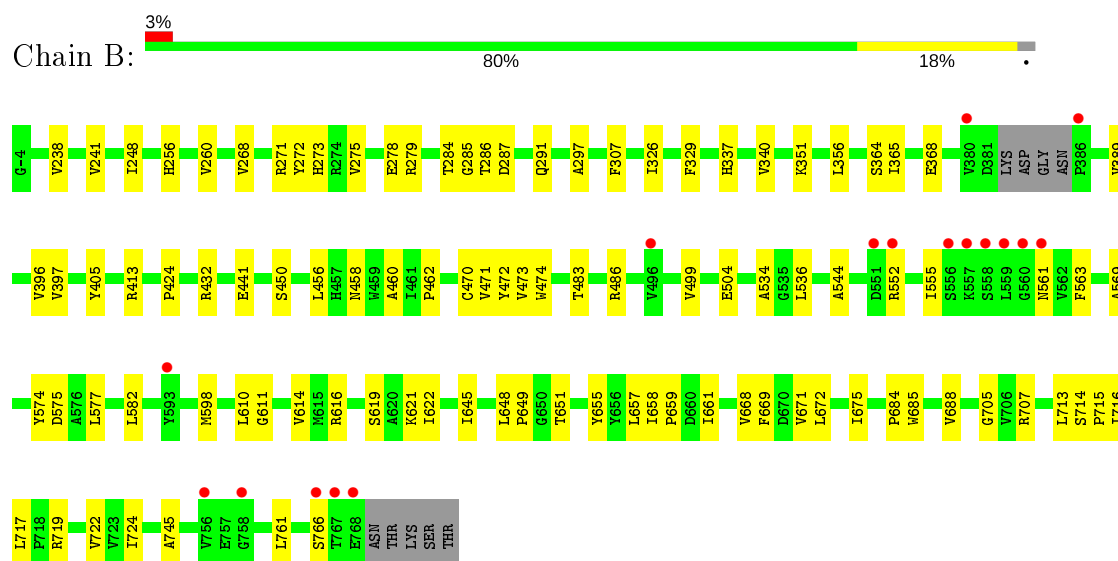 3%
Chain B:
80% 18% •
G-4 V238 V241 I248 H256 V260 V268 R271 Y272 H273 R274 V275 E278 R279 T284 G285 T286 D287 Q291 A297 F307 I326 F329 H337 V340 K351 L356 S364 I365 E368 V380 D381 LYS ASP GLY ASN P386 V389
V396 V397 Y405 R413 P424 R432 E441 S450 L456 H457 N458 W459 A460 I461 P462 C470 V471 Y472 V473 W474 T483 R486 V496 V499 E504 A534 G535 L536 A544 D551 R552 I555 S556 K557 S558 L559 G560 N561 V562 F563 A569
Y574 D575 A576 L577 L582 Y593 M598 L610 G611 V614 M615 R616 S619 A620 K621 I622 I645 L648 P649 G650 T651 Y655 Y656 L657 I658 P659 D660 I661 V668 F669 D670 V671 L672 I675 P684 W685 V688 G705 V706 R707 L713 S714 P715
L717 P718 R719 V722 V723 I724 A745 V756 E757 G758 L761 S766 T767 E768 ASN THR LYS SER THR